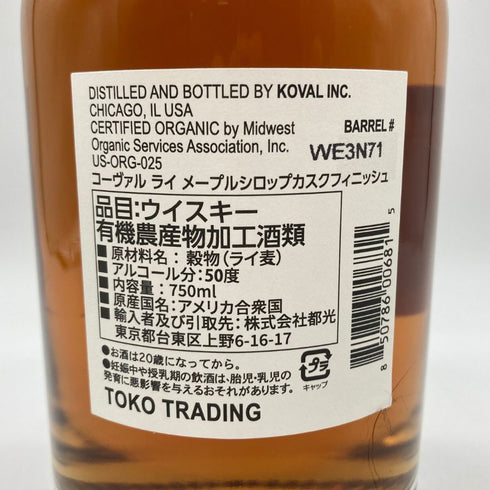 DISTILLED AND BOTTLED BY KOVAL INC.
CHICAGO, IL USA
CERTIFIED ORGANIC by Midwest
Organic Services Association, Inc.
US-ORG-025
BARREL #
WE3N71
コーヴァル ライ メープルシロップカスクフィニッシュ
品目:ウイスキー
有機農産物加工酒類
■原材料名:穀物(ライ麦)
■アルコール分:50度
■内容量:750ml
■原産国名:アメリカ合衆国
■輸入者及び引取先:株式会社都光
東京都台東区上野6-16-17
●お酒は20歳になってから。
●妊娠中や授乳期の飲酒は、胎児・乳児の
発育に悪影響を与えるおそれがあります。
プラ
キャップ
TOKO TRADING
8 50786 00681 5